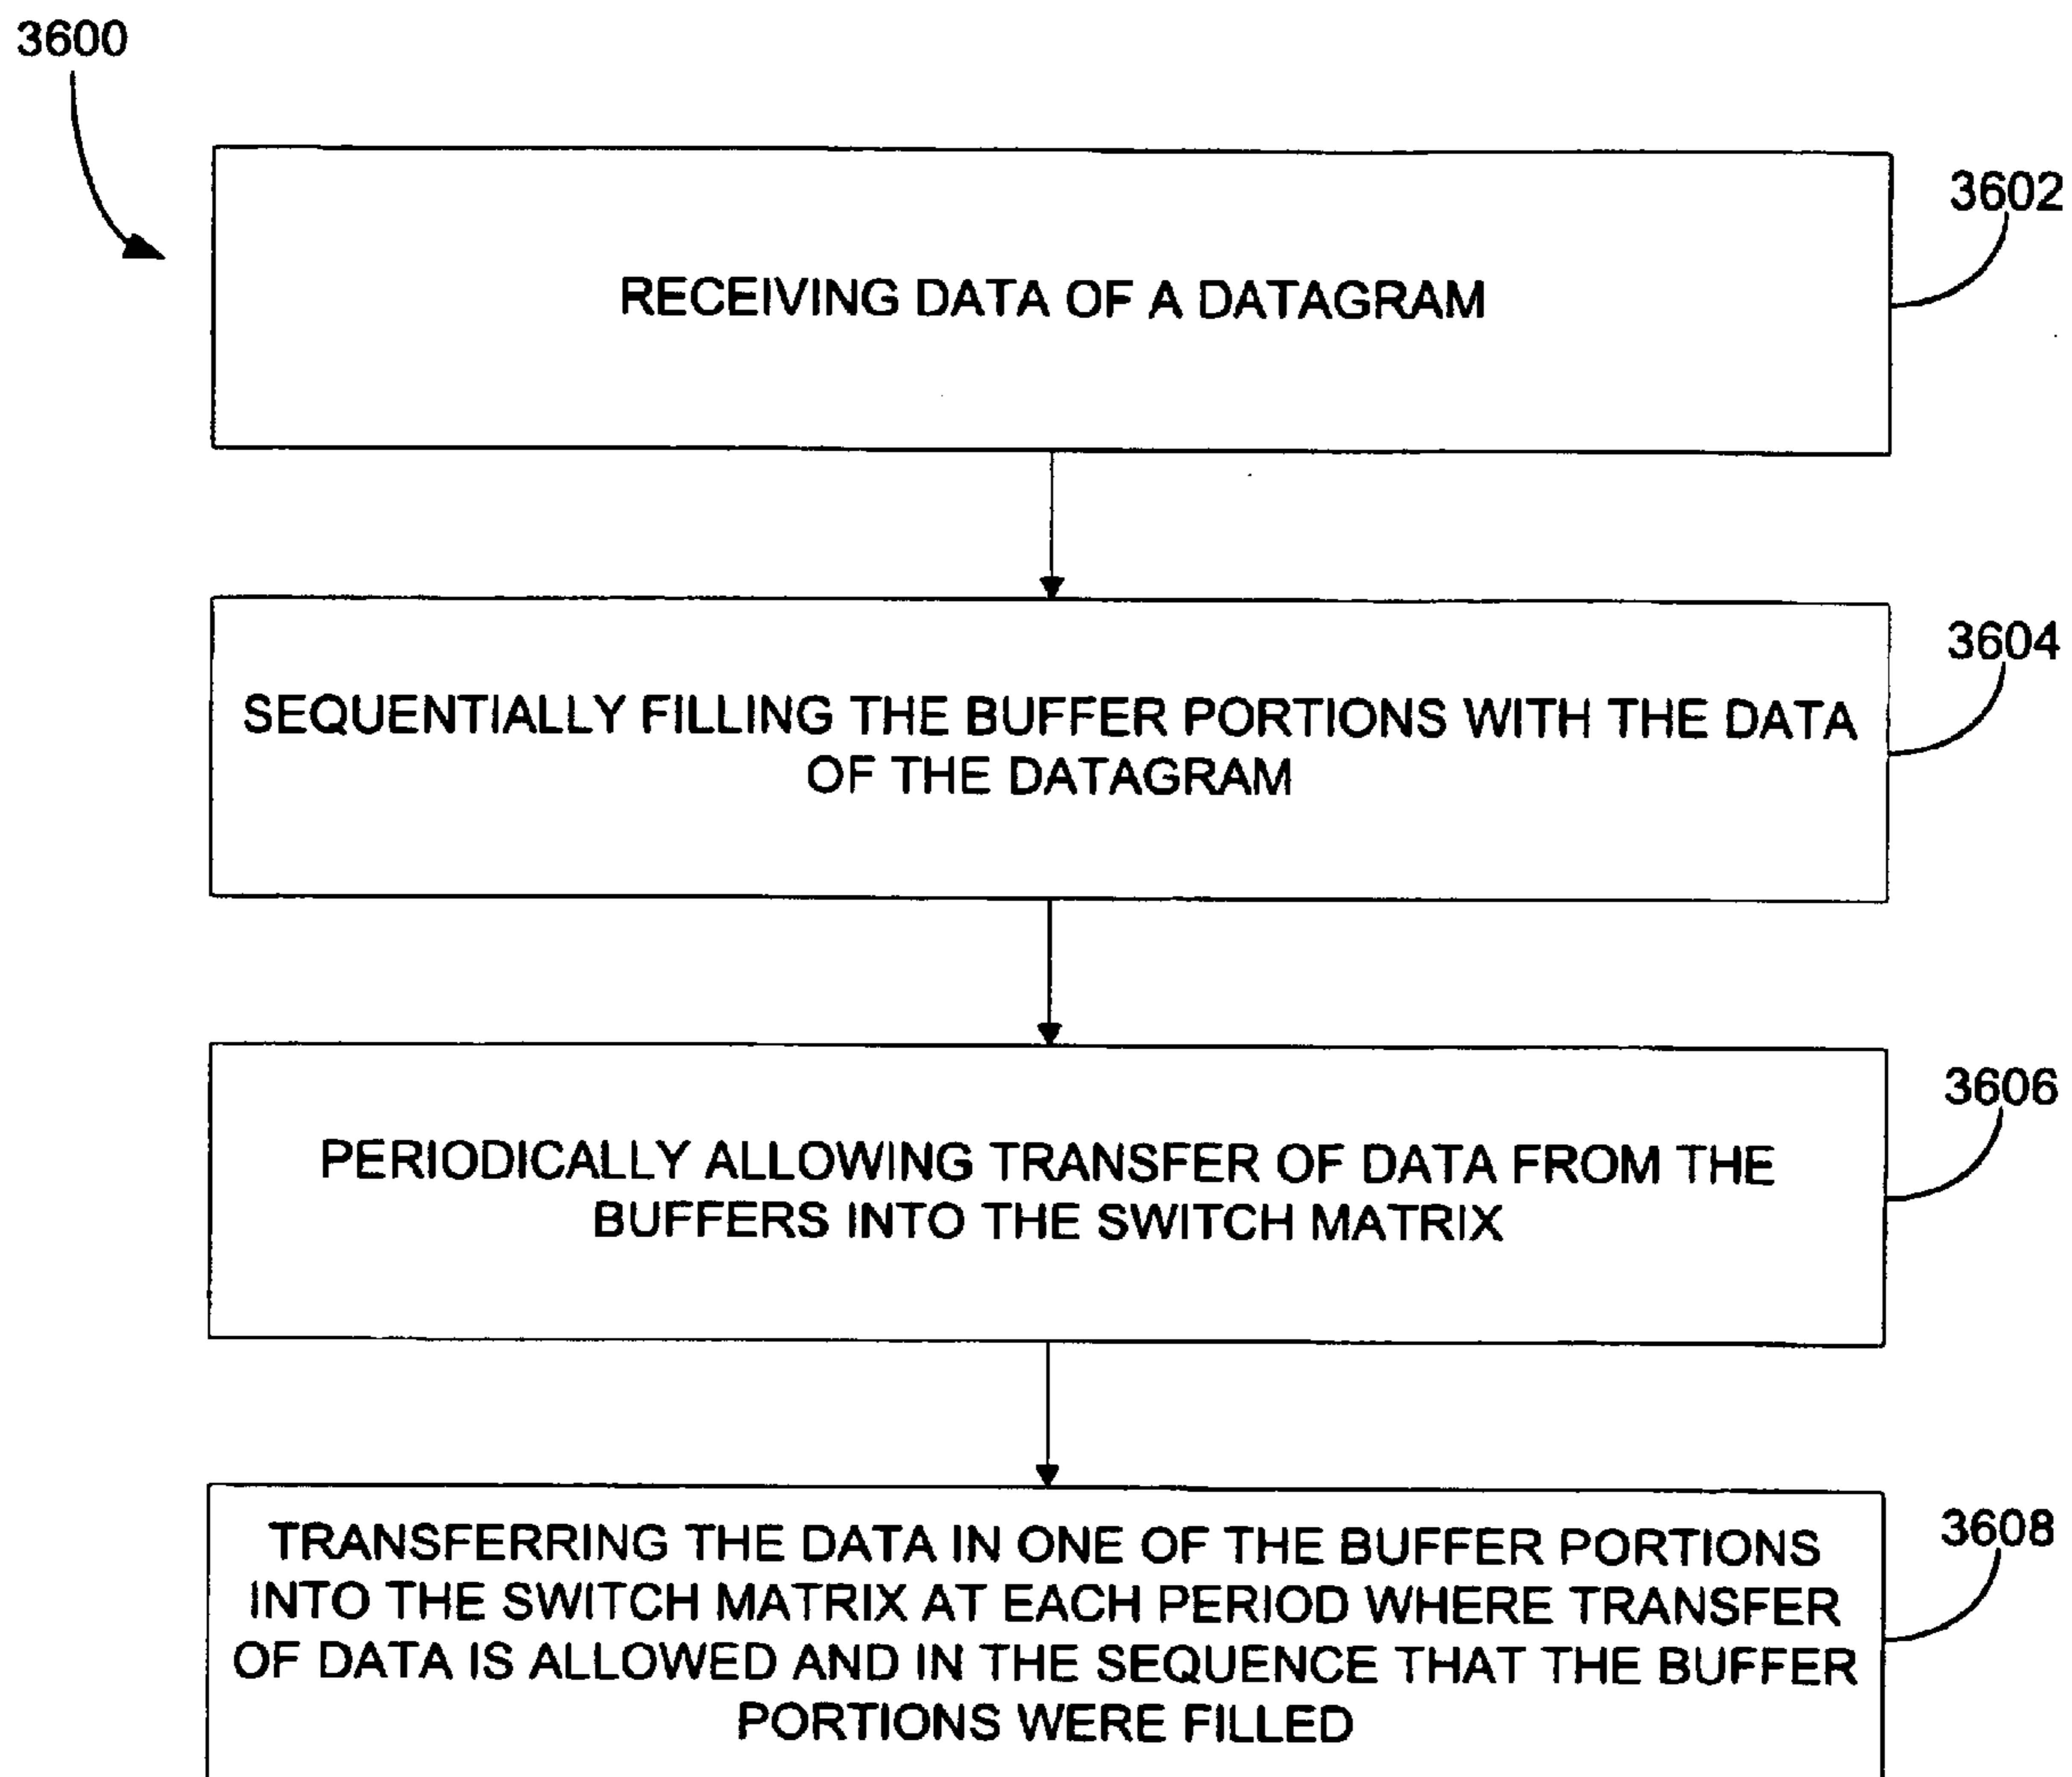 3600
3602
RECEIVING DATA OF A DATAGRAM
3604
SEQUENTIALLY FILLING THE BUFFER PORTIONS WITH THE DATA
OF THE DATAGRAM
3606
PERIODICALLY ALLOWING TRANSFER OF DATA FROM THE
BUFFERS INTO THE SWITCH MATRIX
3608
TRANSFERRING THE DATA IN ONE OF THE BUFFER PORTIONS
INTO THE SWITCH MATRIX AT EACH PERIOD WHERE TRANSFER
OF DATA IS ALLOWED AND IN THE SEQUENCE THAT THE BUFFER
PORTIONS WERE FILLED